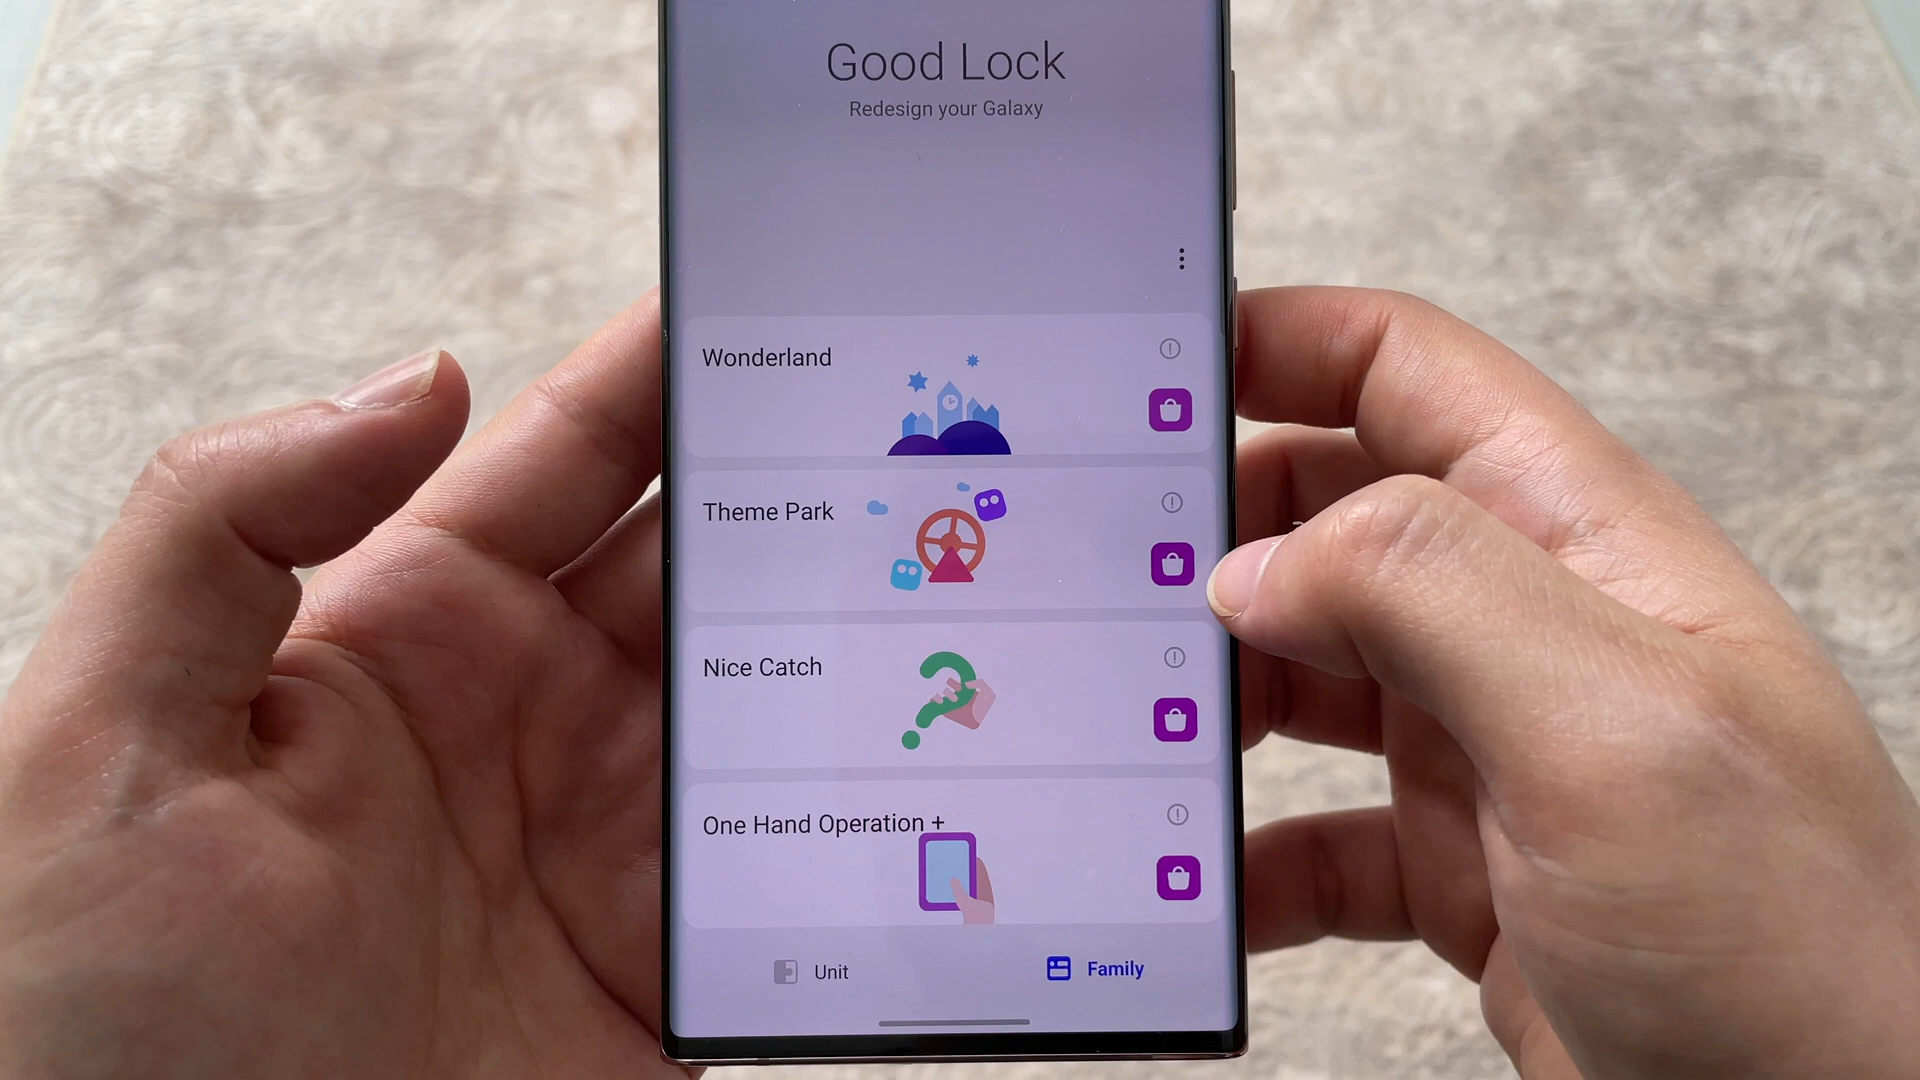 Good Lock
Redesign your Galaxy
Wonderland
Theme Park
Nice Catch
One Hand Operation +
Unit
Family